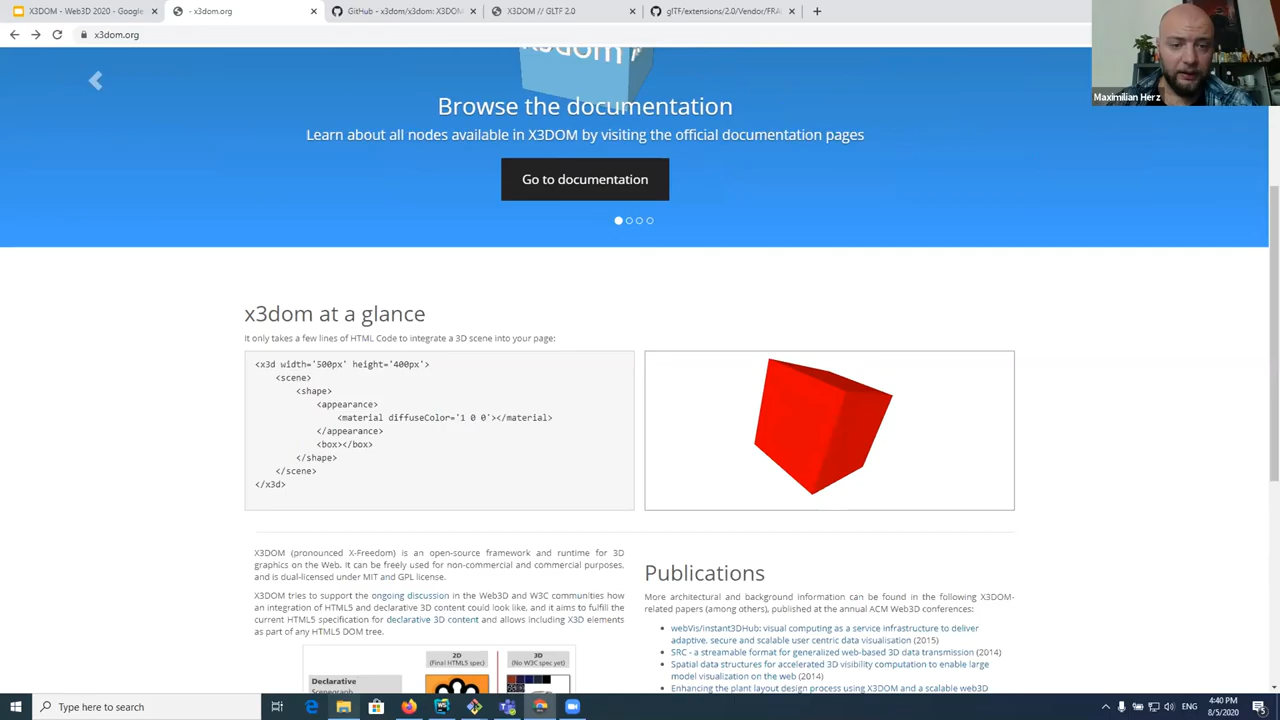 X3DOM - Web3D 2020 - Google
- x3dom.org
GitHub - x3dom/x3dom: X3DOM.
X3DOM // GLTF 2.0
glTF/extensions/2.0/Vendor/FRA
x3dom.org
x3dom
Browse the documentation
Learn about all nodes available in X3DOM by visiting the official documentation pages
Go to documentation
Maximilian Herz
x3dom at a glance
It only takes a few lines of HTML Code to integrate a 3D scene into your page:
<x3d width='500px' height='400px'>
<scene>
<shape>
<appearance>
<material diffuseColor='1 0 0'></material>
</appearance>
<box></box>
</shape>
</scene>
</x3d>
X3DOM (pronounced X-Freedom) is an open-source framework and runtime for 3D
graphics on the Web. It can be freely used for non-commercial and commercial purposes,
and is dual-licensed under MIT and GPL license.
X3DOM tries to support the ongoing discussion in the Web3D and W3C communities how
an integration of HTML5 and declarative 3D content could look like, and it aims to fulfill the
current HTML5 specification for declarative 3D content and allows including X3D elements
as part of any HTML5 DOM tree.
2D
(Final HTML5 spec)
3D
(No W3C spec yet)
Declarative
Scenegraph
Publications
More architectural and background information can be found in the following X3DOM-
related papers (among others), published at the annual ACM Web3D conferences:
webVis/instant3DHub: visual computing as a service infrastructure to deliver
adaptive, secure and scalable user centric data visualisation (2015)
SRC - a streamable format for generalized web-based 3D data transmission (2014)
Spatial data structures for accelerated 3D visibility computation to enable large
model visualization on the web (2014)
Enhancing the plant layout design process using X3DOM and a scalable web3D
Type here to search
ENG
4:40 PM
8/5/2020
5